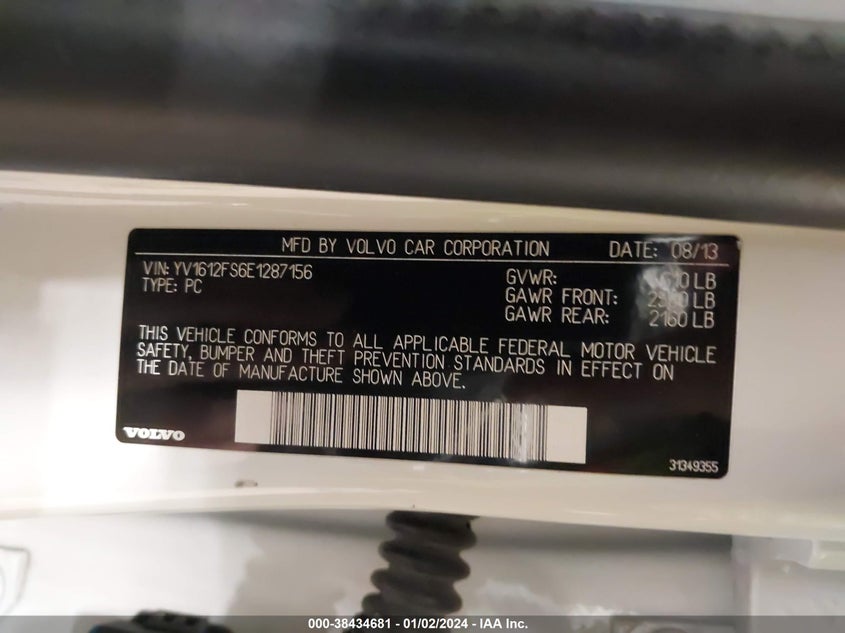 MFD BY VOLVO CAR CORPORATION DATE: 08/13
VIN: YV1612FS6E1287156
TYPE: PC
GVWR: LB
GAWR FRONT: LB
GAWR REAR: 2160 LB
THIS VEHICLE CONFORMS TO ALL APPLICABLE FEDERAL MOTOR VEHICLE
SAFETY, BUMPER AND THEFT PREVENTION STANDARDS IN EFFECT ON
THE DATE OF MANUFACTURE SHOWN ABOVE.
VOLVO
31349355
000-38434681 - 01/02/2024 - IAA Inc.